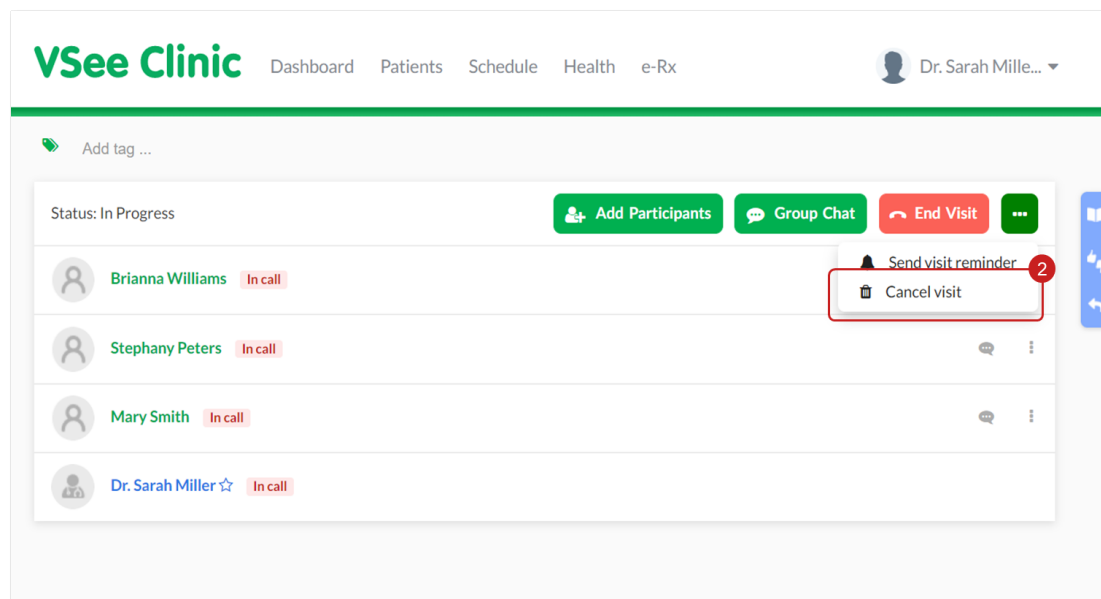 VSee Clinic Dashboard Patients Schedule Health e-Rx Dr. Sarah Mille...
Add tag ...
Status: In Progress Add Participants Group Chat End Visit ...
Send visit reminder
2
Brianna Williams In call
Cancel visit
Stephany Peters In call
Mary Smith In call
Dr. Sarah Miller In call